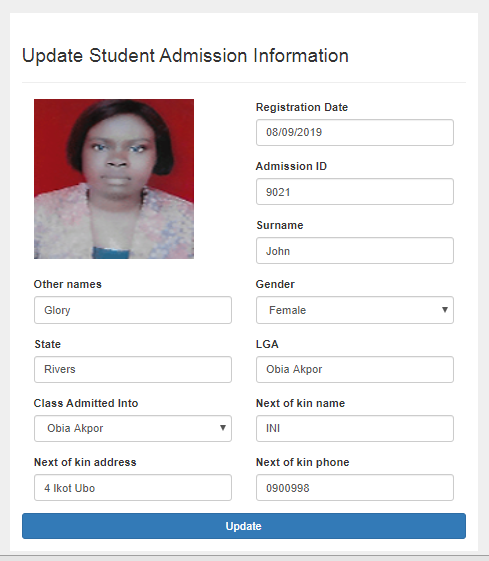 Update Student Admission Information
Registration Date
08/09/2019
Admission ID
9021
Surname
John
Other names
Gender
Glory
Female
State
LGA
Rivers
Obia Akpor
Class Admitted Into
Next of kin name
Obia Akpor
INI
Next of kin address
Next of kin phone
4 Ikot Ubo
0900998
Update